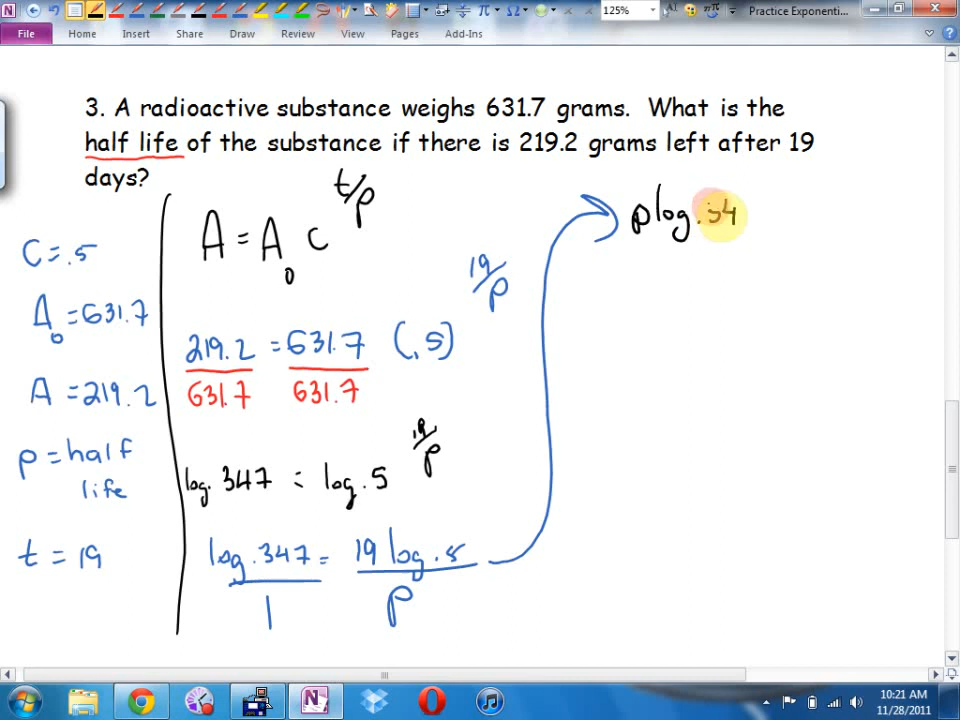 125%
Practice Exponenti...
File Home Insert Share Draw View Pages Add-Ins
3. A radioactive substance weighs 631.7 grams. What is the
half life of the substance if there is 219.2 grams left after 19
days?
C = .5
A₀ = 631.7
A = 219.2
p = half
life
t = 19
A = A₀ c^(t/p)
219.2 = 631.7 (.5)^(19/p)
631.7 631.7
log .347 = log .5^(19/p)
log .347 = 19 log .5
1 p
p log .34
10:21 AM
11/28/2011